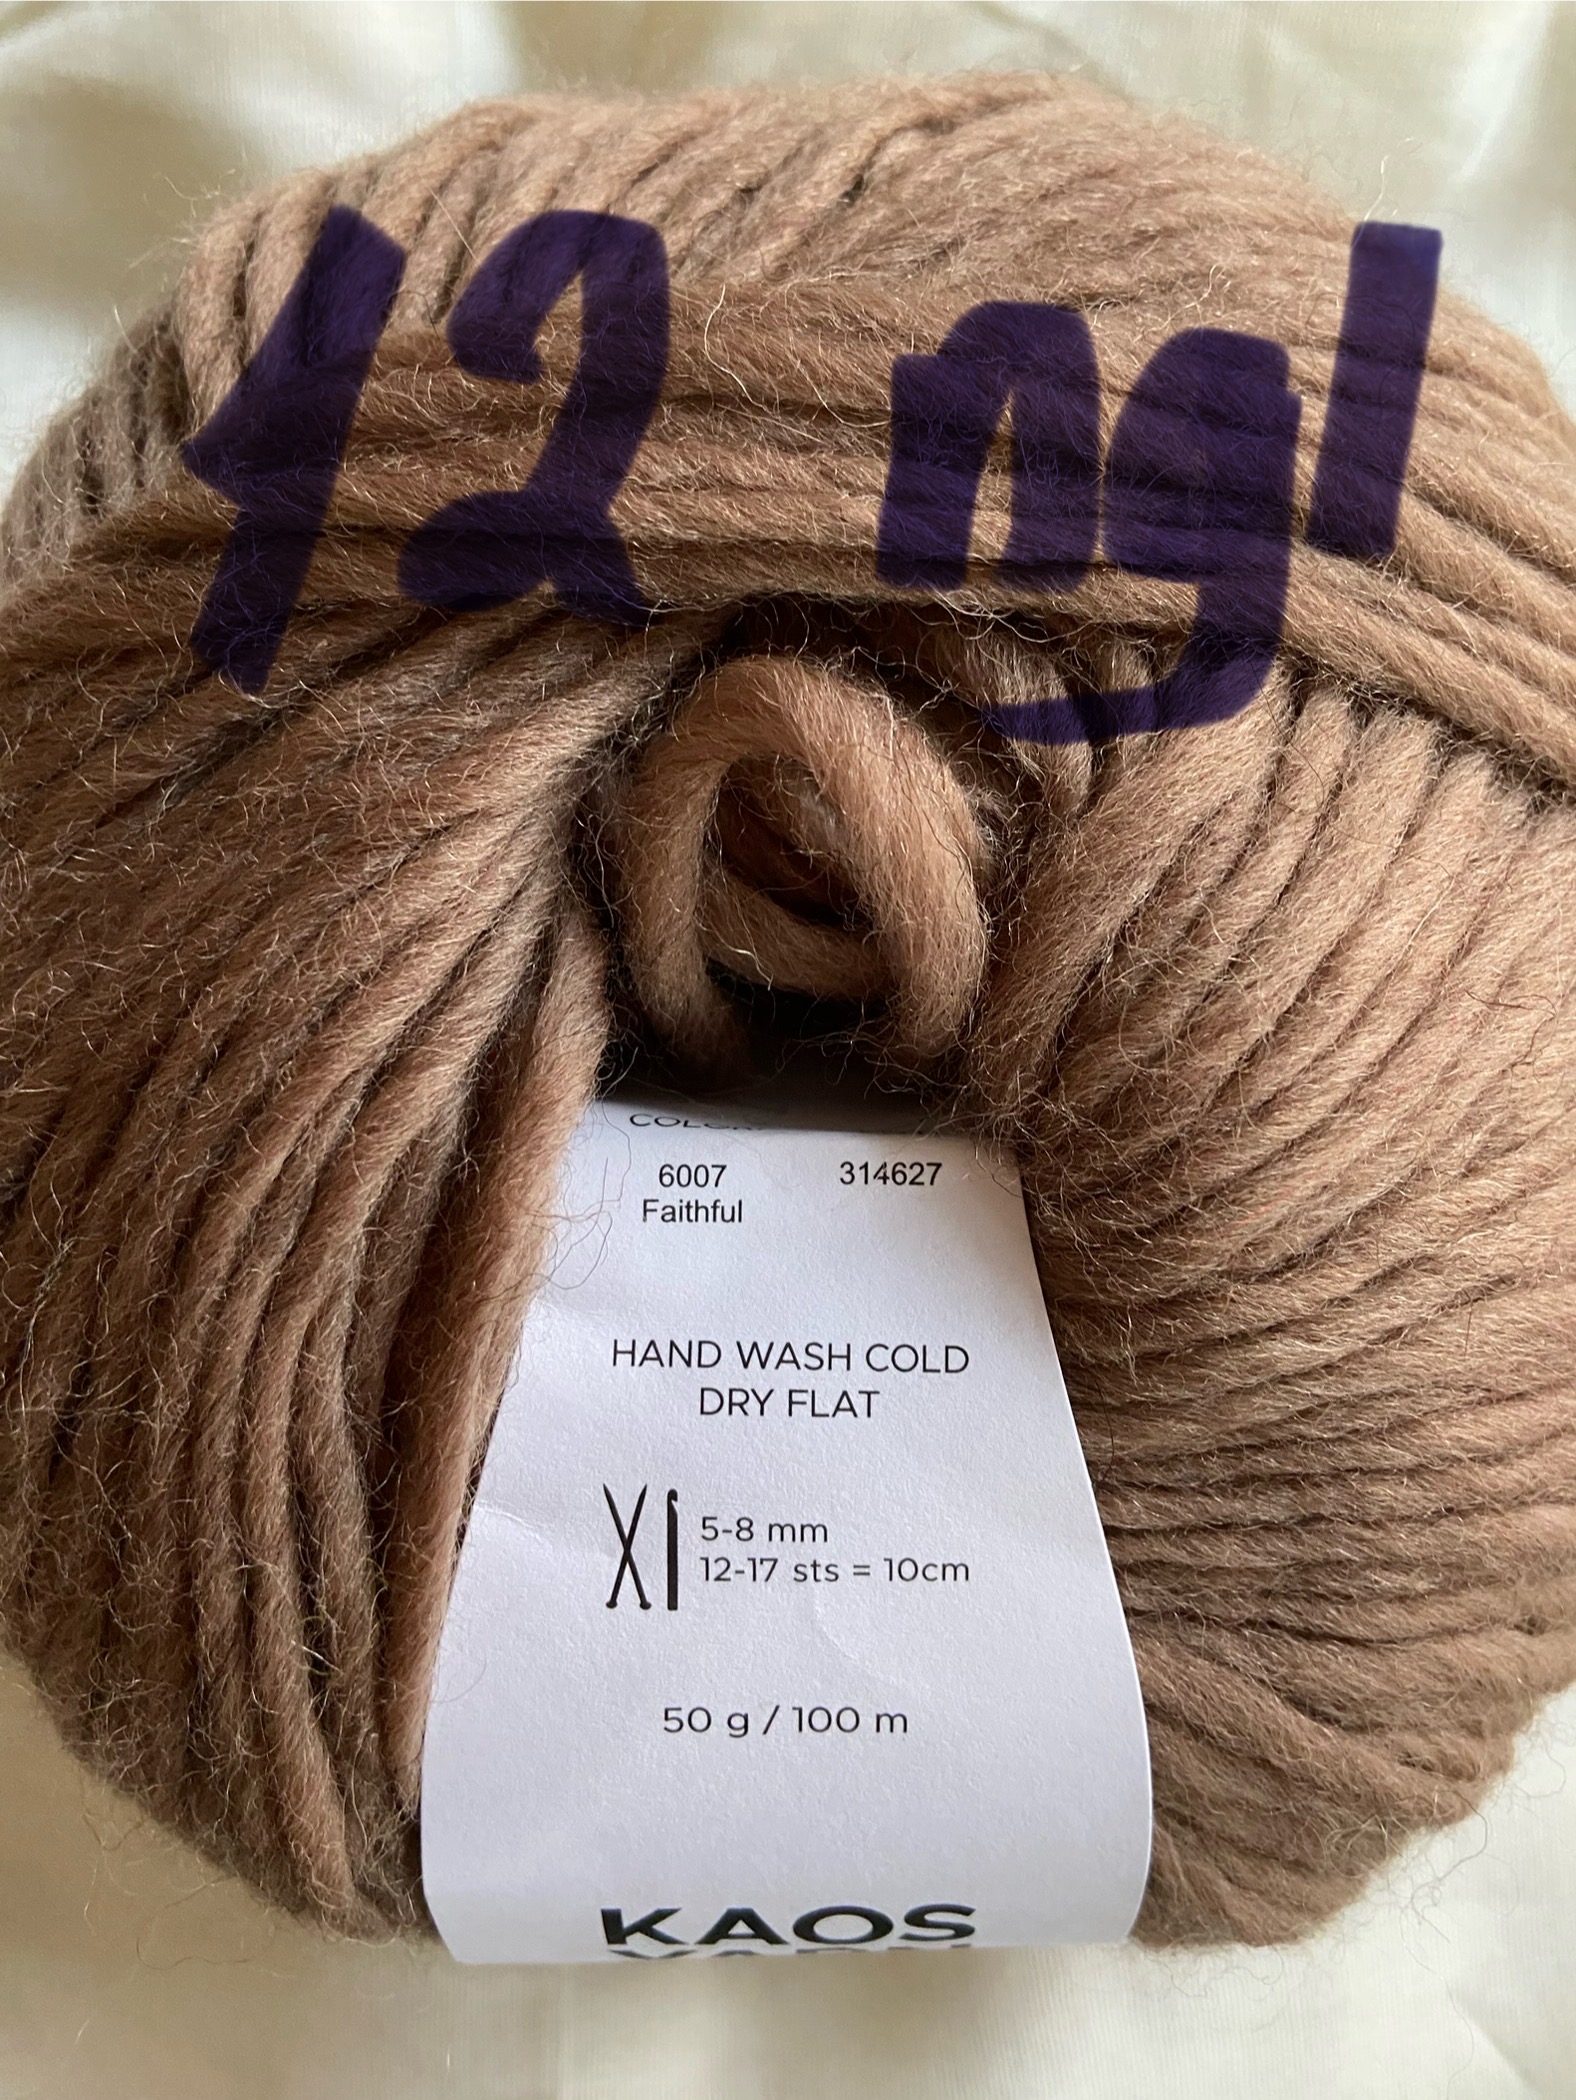 12 ngl
6007 314627
Faithful
HAND WASH COLD
DRY FLAT
5-8 mm
12-17 sts = 10cm
50 g / 100 m
KAOS